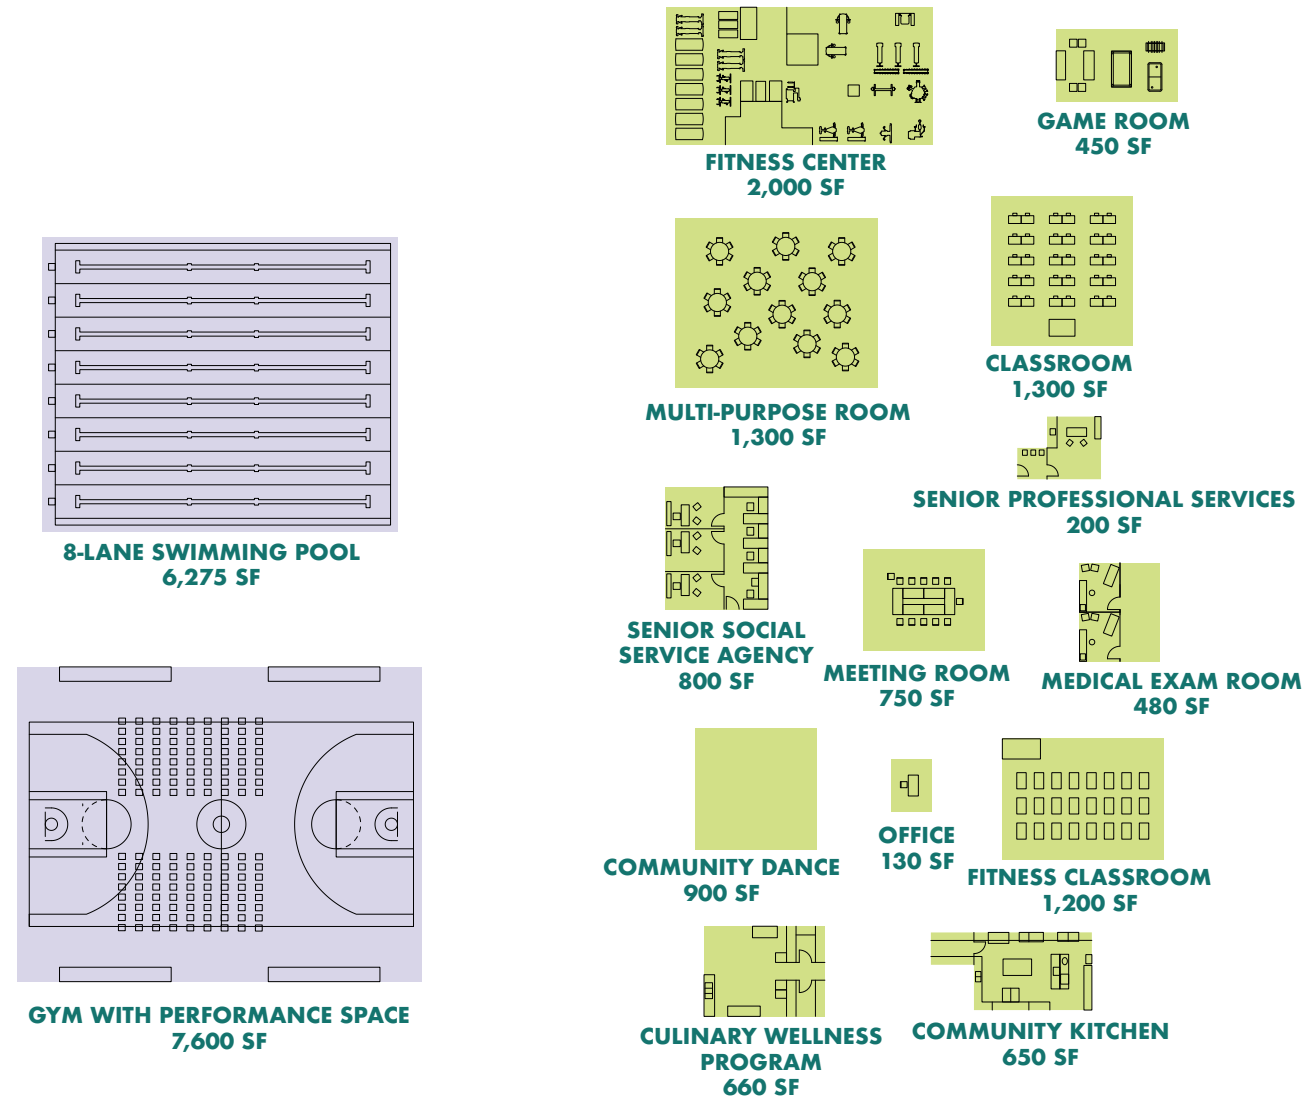 FITNESS CENTER
2,000 SF
GAME ROOM
450 SF
MULTI-PURPOSE ROOM
1,300 SF
CLASSROOM
1,300 SF
SENIOR PROFESSIONAL SERVICES
200 SF
8-LANE SWIMMING POOL
6,275 SF
SENIOR SOCIAL
SERVICE AGENCY
800 SF
MEETING ROOM
750 SF
MEDICAL EXAM ROOM
480 SF
COMMUNITY DANCE
900 SF
OFFICE
130 SF
FITNESS CLASSROOM
1,200 SF
GYM WITH PERFORMANCE SPACE
7,600 SF
CULINARY WELLNESS
PROGRAM
660 SF
COMMUNITY KITCHEN
650 SF